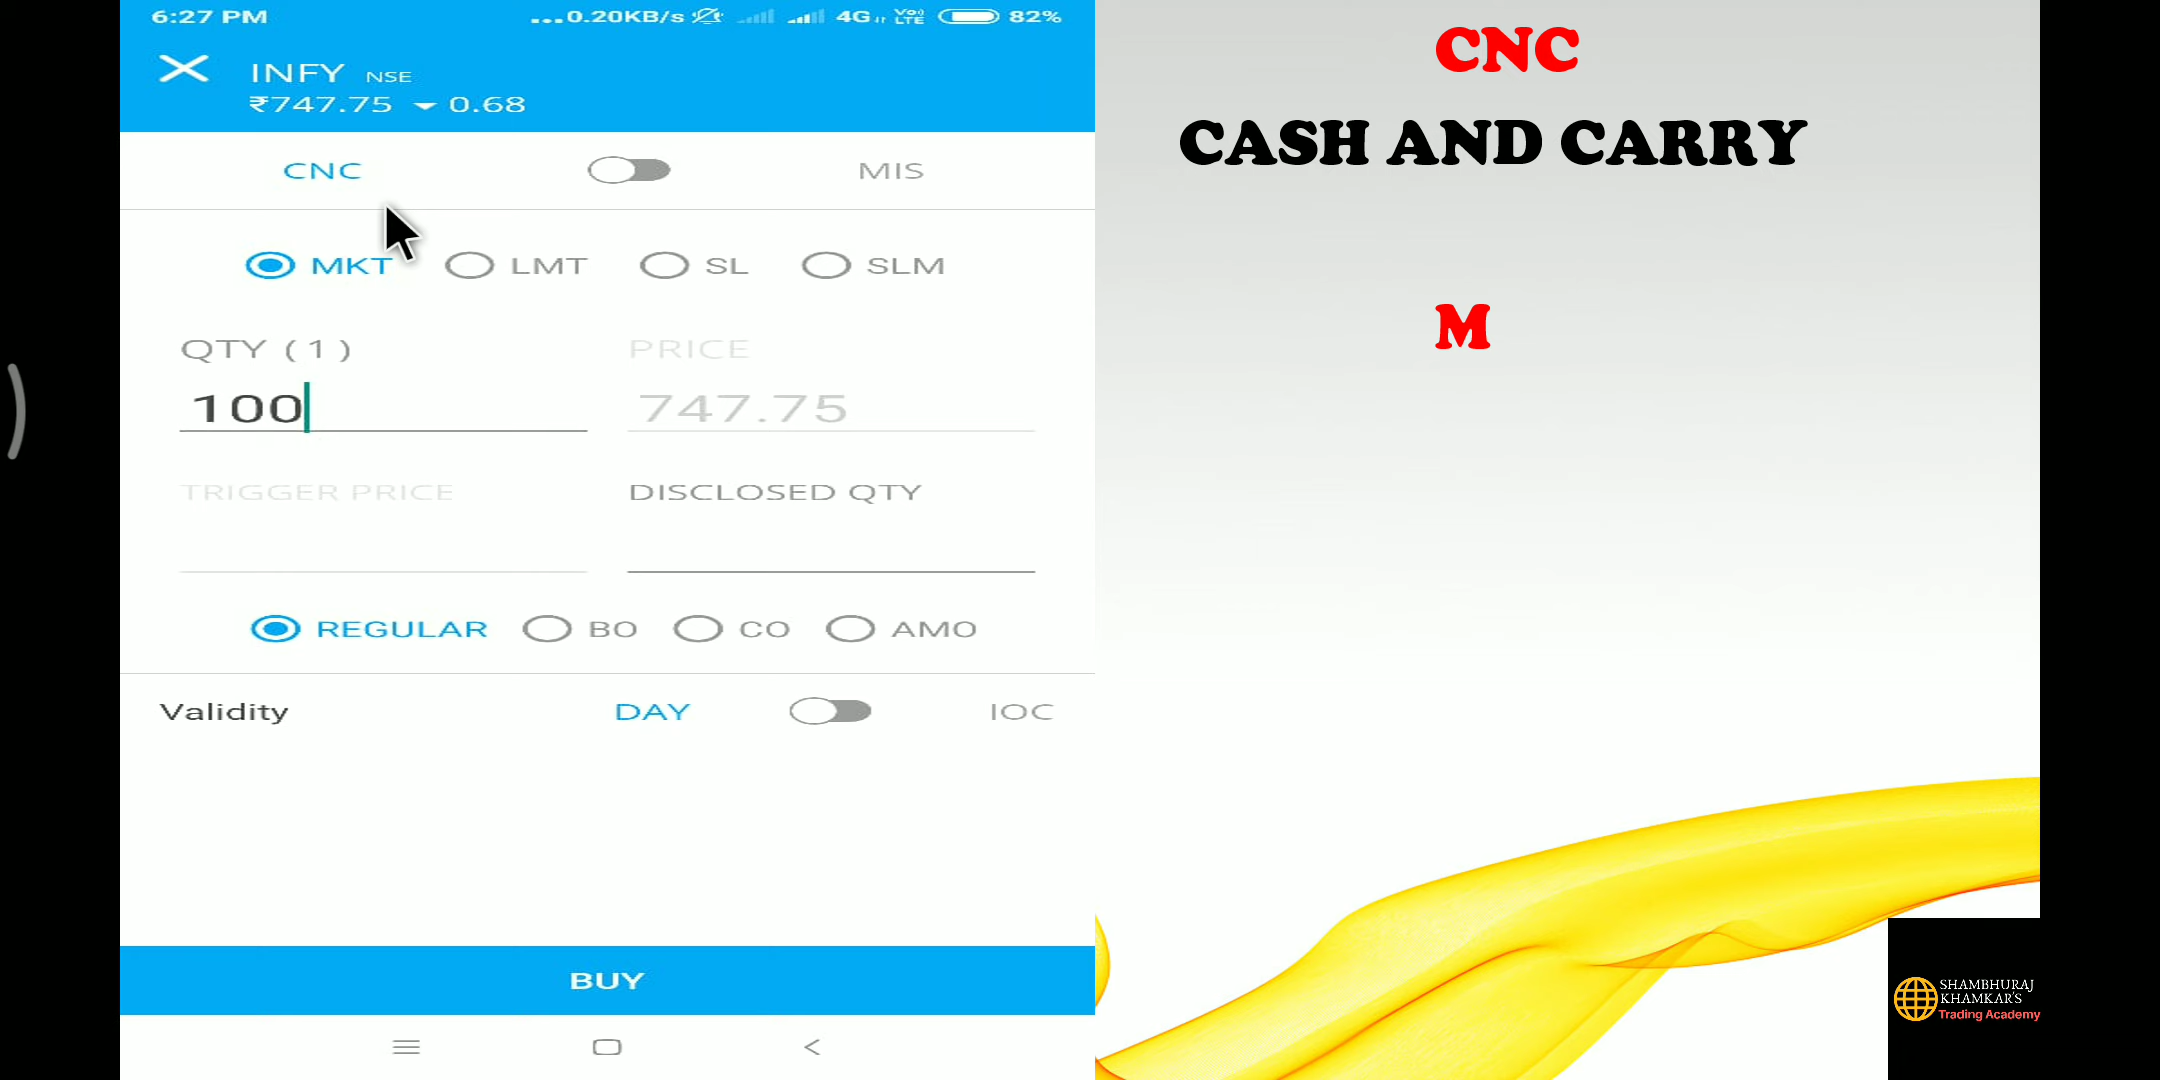 6:27 PM ...0.20KB/s 4G VoLTE 82%
INFY NSE
₹747.75 0.68
CNC MIS
MKT LMT SL SLM
QTY (1) PRICE
100 747.75
TRIGGER PRICE DISCLOSED QTY
REGULAR BO CO AMO
Validity DAY IOC
BUY
CNC
CASH AND CARRY
M
SHAMBHURAJ
KHAMKAR'S
Trading Academy